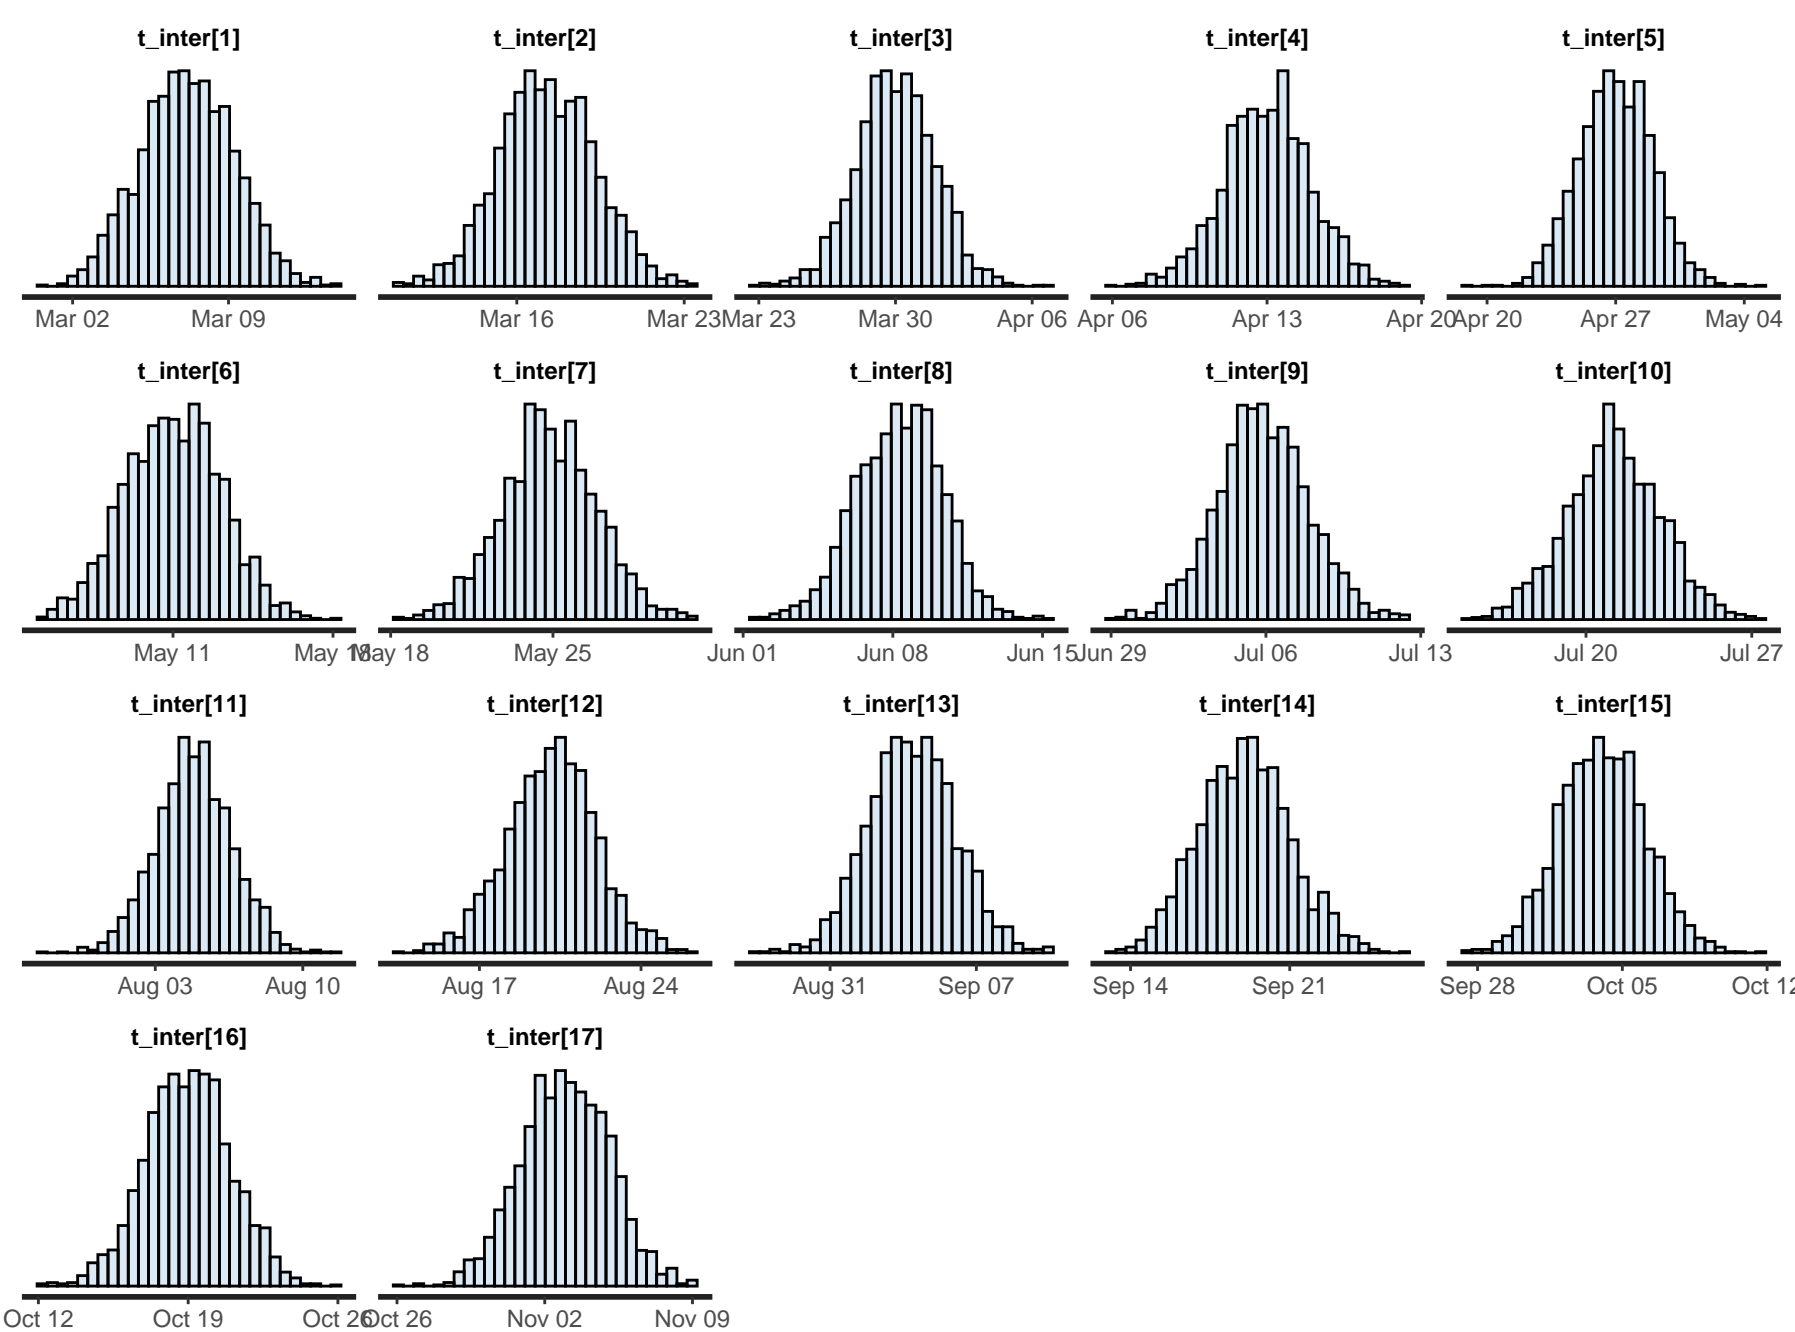 t_inter[1] t_inter[2] t_inter[3] t_inter[4] t_inter[5]
Mar 02 Mar 09 Mar 16 Mar 23 Mar 23 Mar 30 Apr 06 Apr 06 Apr 13 Apr 20 Apr 20 Apr 27 May 04
t_inter[6] t_inter[7] t_inter[8] t_inter[9] t_inter[10]
May 11 May 18 May 18 May 25 Jun 01 Jun 08 Jun 15 Jun 29 Jul 06 Jul 13 Jul 20 Jul 27
t_inter[11] t_inter[12] t_inter[13] t_inter[14] t_inter[15]
Aug 03 Aug 10 Aug 17 Aug 24 Aug 31 Sep 07 Sep 14 Sep 21 Sep 28 Oct 05 Oct 12
t_inter[16] t_inter[17]
Oct 12 Oct 19 Oct 26 Oct 26 Nov 02 Nov 09